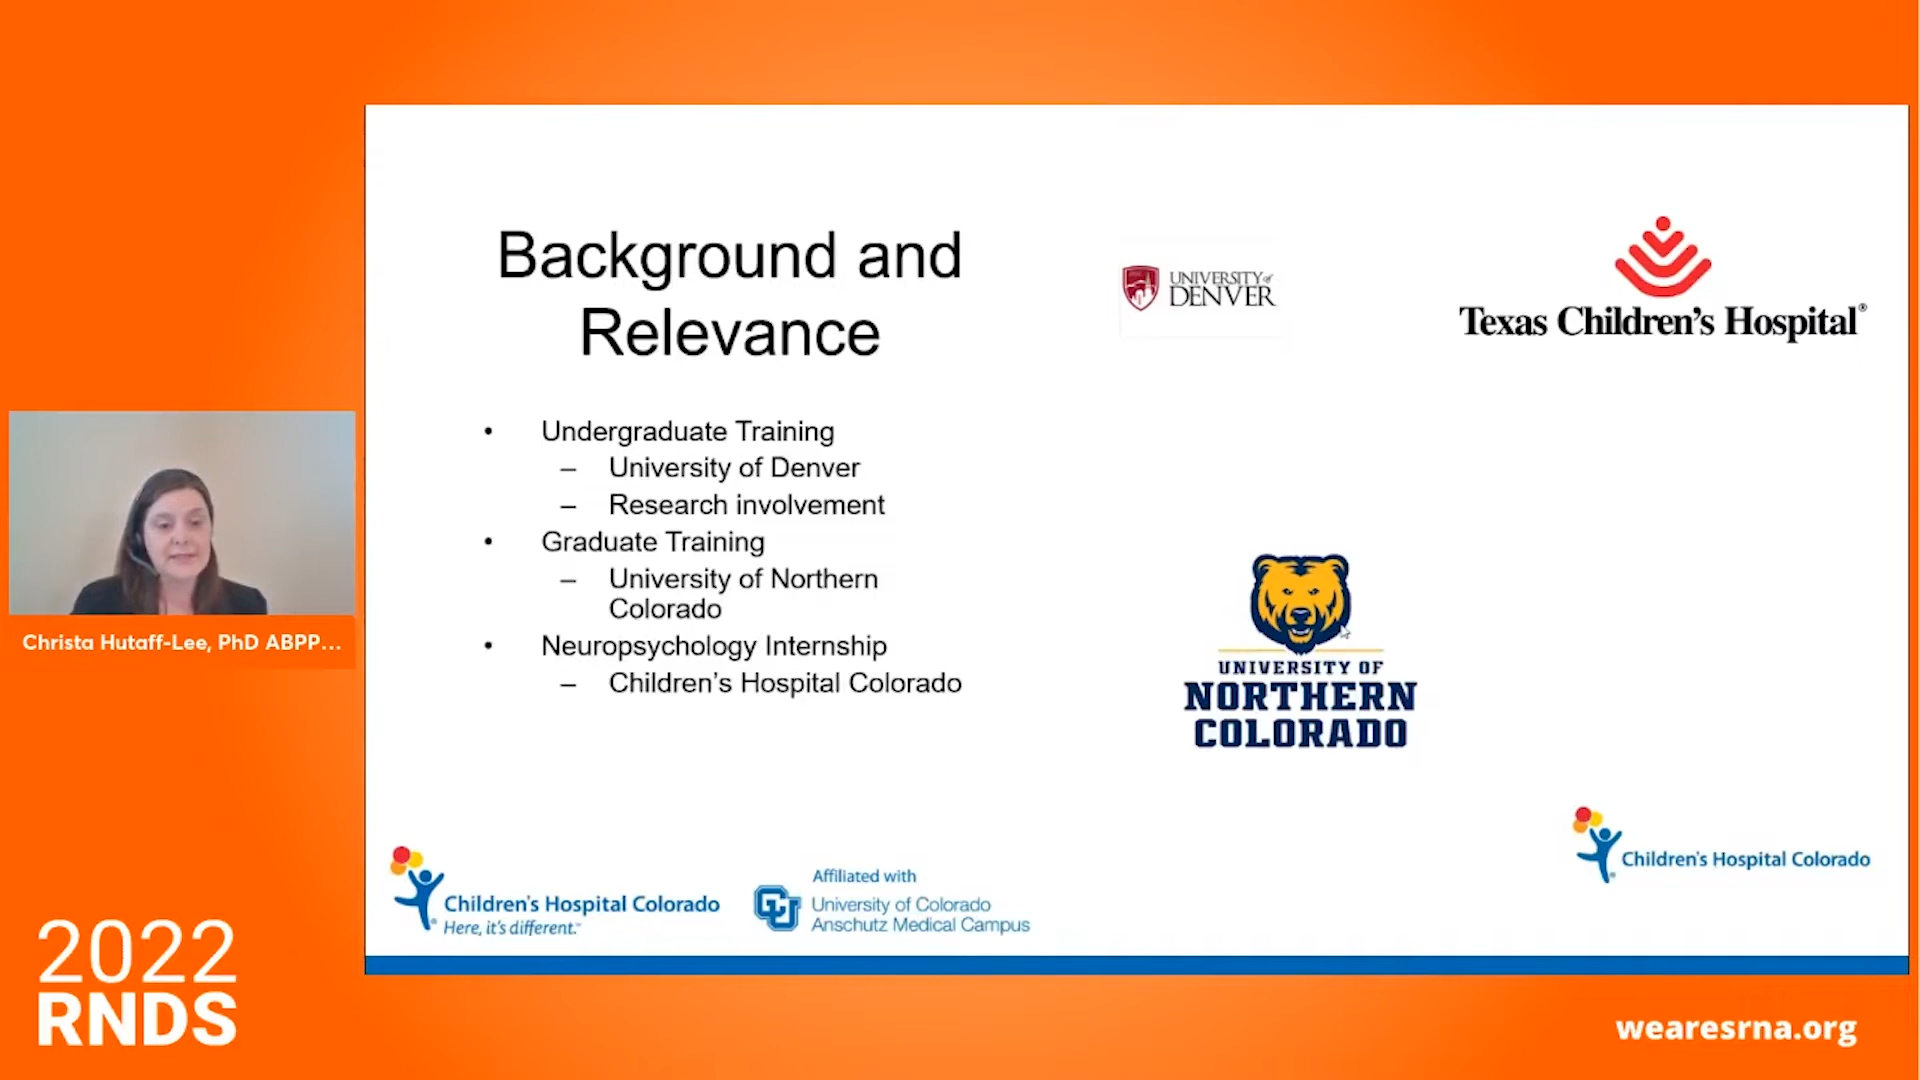 Background and
Relevance
• Undergraduate Training
– University of Denver
– Research involvement
• Graduate Training
– University of Northern
Colorado
• Neuropsychology Internship
– Children's Hospital Colorado
UNIVERSITY of
DENVER
Texas Children's Hospital®
UNIVERSITY OF
NORTHERN
COLORADO
Children's Hospital Colorado
Children's Hospital Colorado
Here, it's different.™
Affiliated with
University of Colorado
Anschutz Medical Campus
Christa Hutaff-Lee, PhD ABPP...
2022
RNDS
wearesrna.org